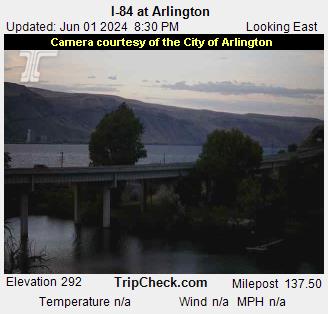 I-84 at Arlington
Updated: Jun 01 2024 8:30 PM Looking East
Camera courtesy of the City of Arlington
Elevation 292 TripCheck.com Milepost 137.50
Temperature n/a Wind n/a MPH n/a